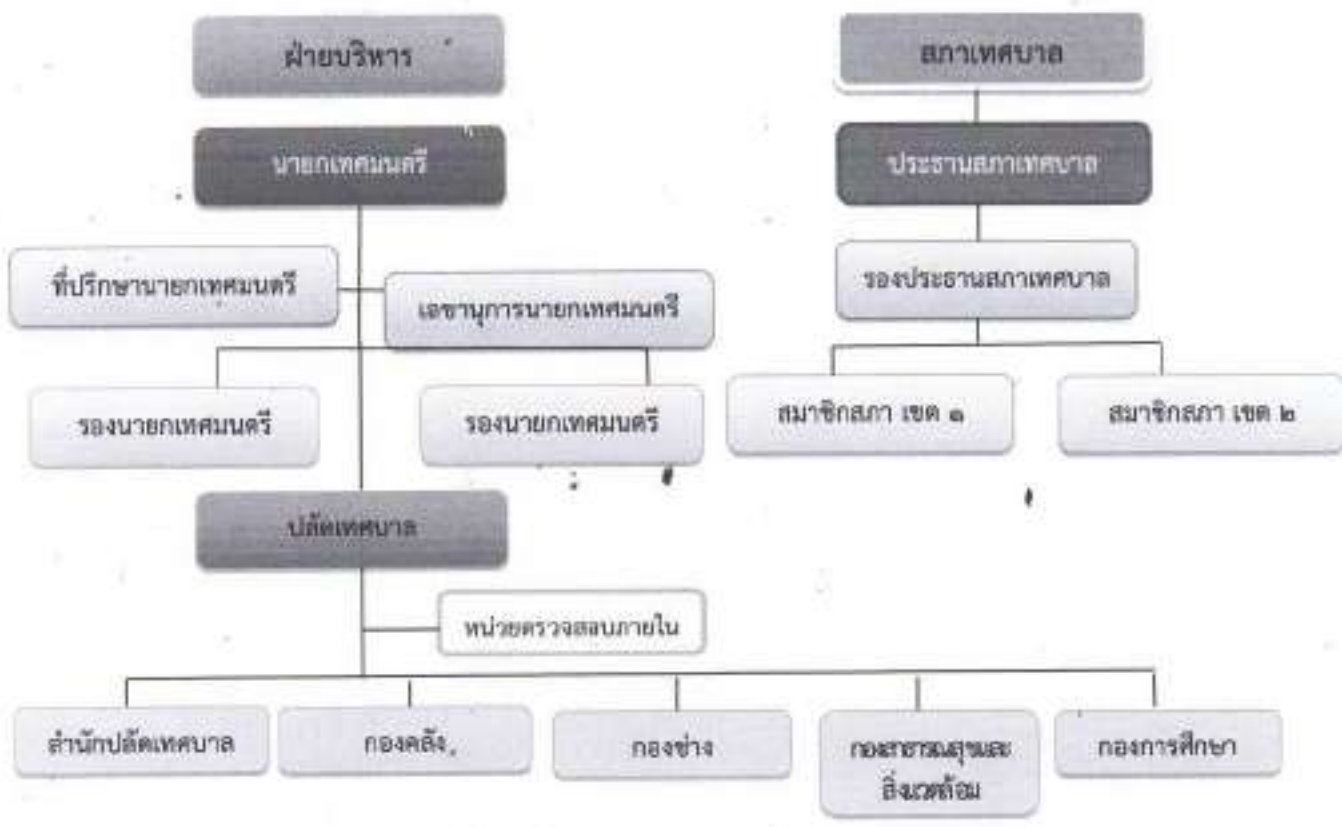 ฝ่ายบริหาร
นายกเทศมนตรี
ที่ปรึกษานายกเทศมนตรี
เลขานุการนายกเทศมนตรี
รองนายกเทศมนตรี
รองนายกเทศมนตรี
ปลัดเทศบาล
หน่วยตรวจสอบภายใน
สำนักปลัดเทศบาล
กองคลัง
กองช่าง
กองสาธารณสุขและ
สิ่งแวดล้อม
กองการศึกษา
สภาเทศบาล
ประธานสภาเทศบาล
รองประธานสภาเทศบาล
สมาชิกสภา เขต ๑
สมาชิกสภา เขต ๒